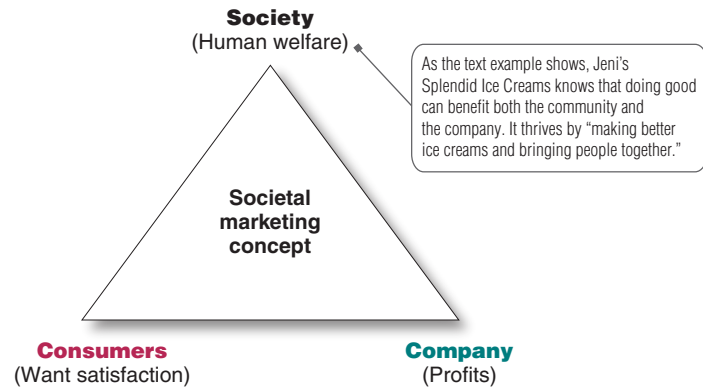 Society
(Human welfare)
As the text example shows, Jeni’s
Splendid Ice Creams knows that doing good
can benefit both the community and
the company. It thrives by “making better
ice creams and bringing people together.”
Societal
marketing
concept
Consumers
(Want satisfaction)
Company
(Profits)